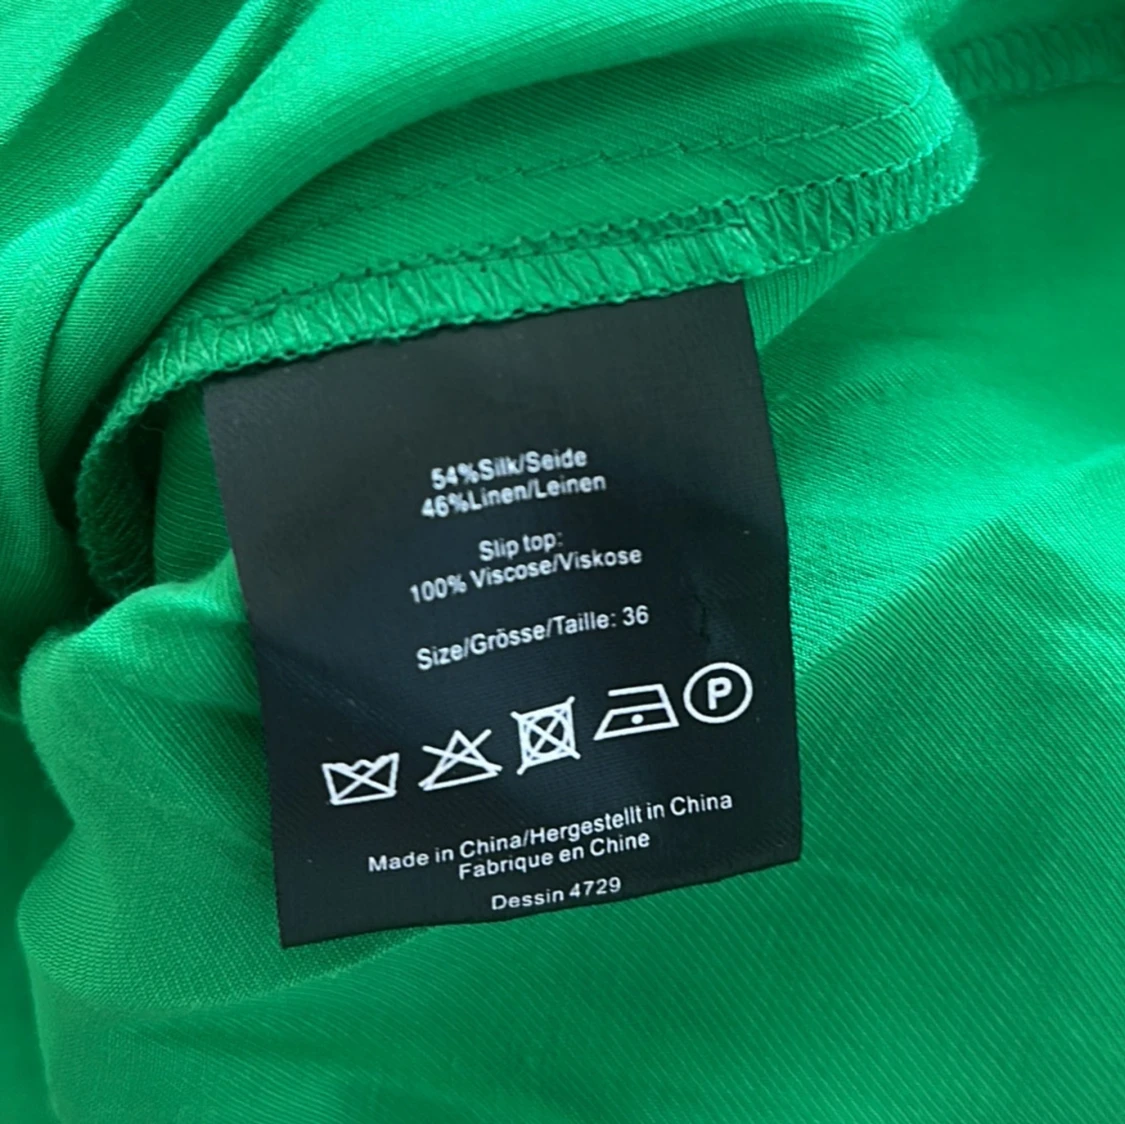 54%Silk/Seide
46%Linen/Leinen
Slip top:
100% Viscose/Viskose
Size/Grösse/Taille: 36
P
Made in China/Hergestellt in China
Fabrique en Chine
Dessin 4729